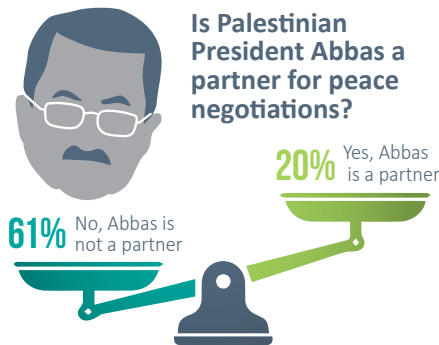 Is Palestinian
President Abbas a
partner for peace
negotiations?
20% Yes, Abbas
is a partner
61% No, Abbas is
not a partner